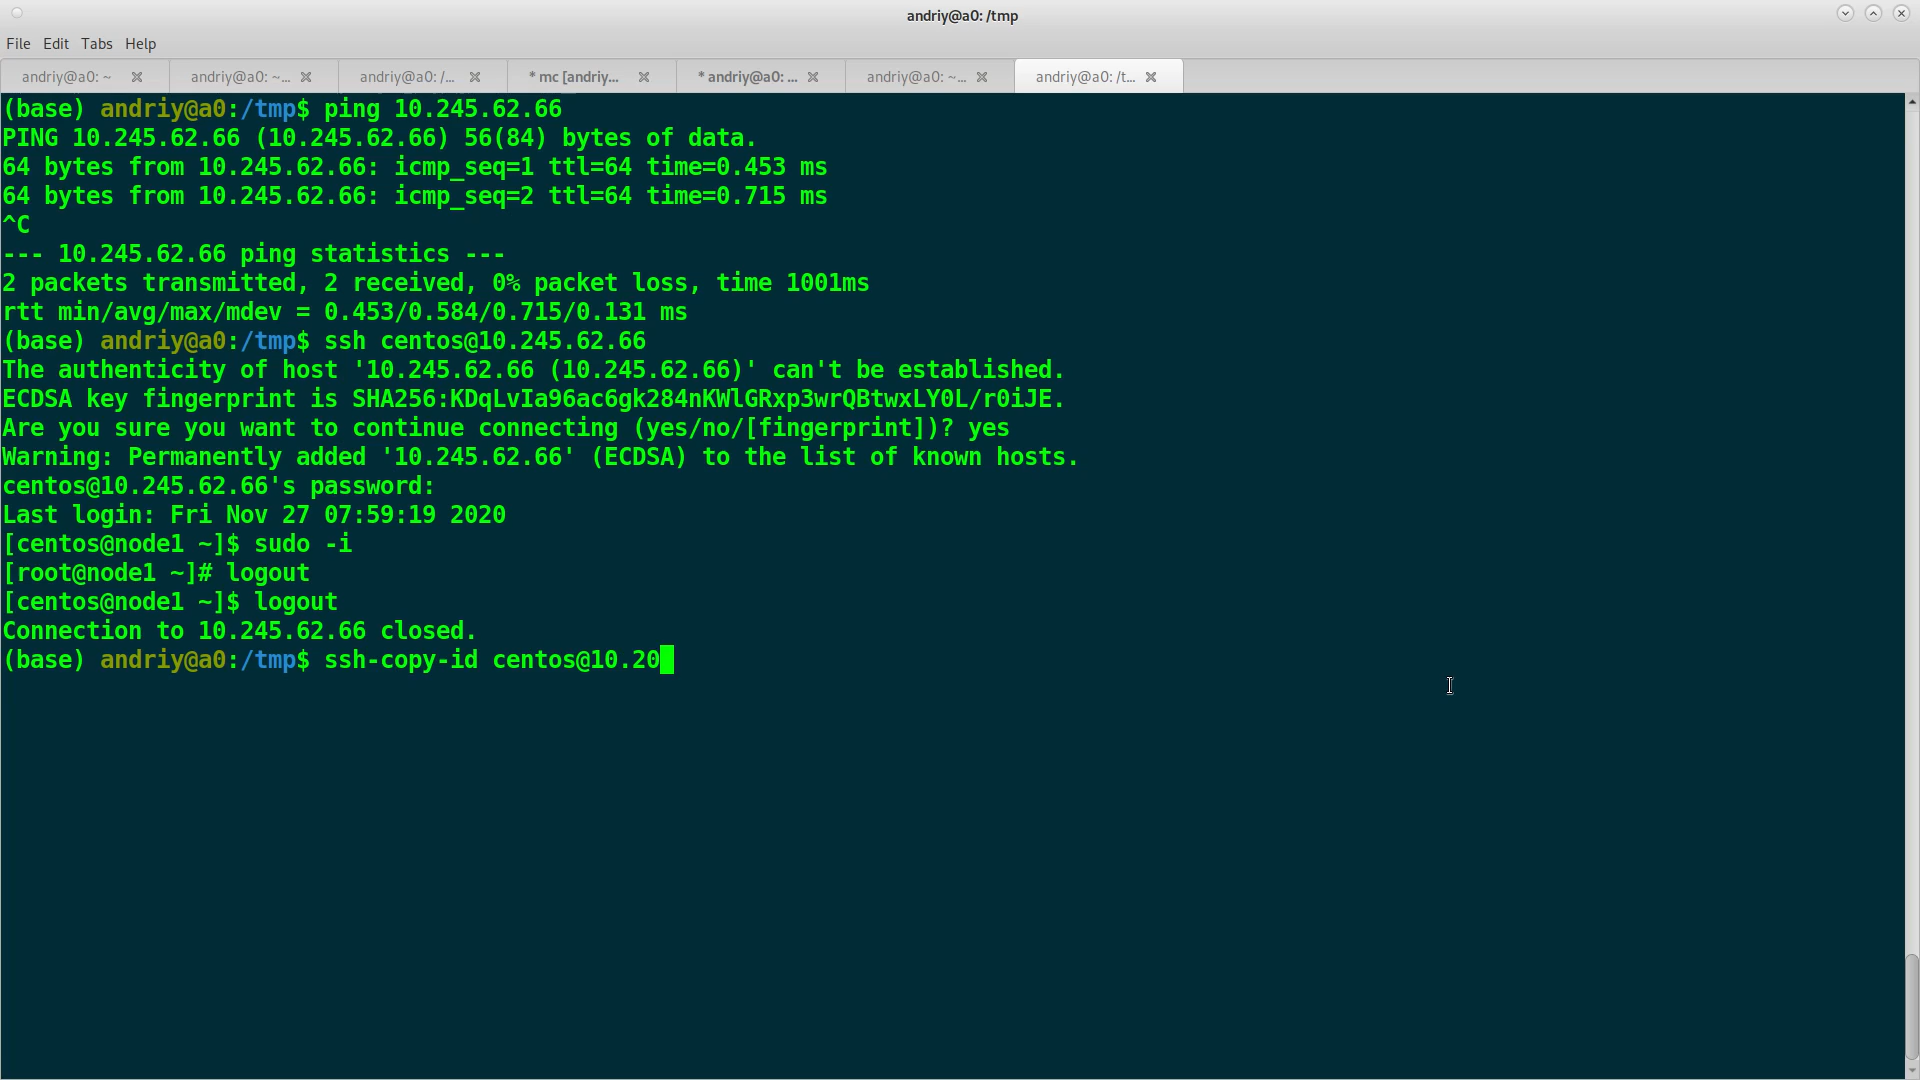 andriy@a0: /tmp
File Edit Tabs Help
andriy@a0: ~
andriy@a0: ~...
andriy@a0: /...
* mc [andriy...
* andriy@a0: ...
andriy@a0: ~...
andriy@a0: /t...
(base) andriy@a0:/tmp$ ping 10.245.62.66
PING 10.245.62.66 (10.245.62.66) 56(84) bytes of data.
64 bytes from 10.245.62.66: icmp_seq=1 ttl=64 time=0.453 ms
64 bytes from 10.245.62.66: icmp_seq=2 ttl=64 time=0.715 ms
^C
--- 10.245.62.66 ping statistics ---
2 packets transmitted, 2 received, 0% packet loss, time 1001ms
rtt min/avg/max/mdev = 0.453/0.584/0.715/0.131 ms
(base) andriy@a0:/tmp$ ssh centos@10.245.62.66
The authenticity of host '10.245.62.66 (10.245.62.66)' can't be established.
ECDSA key fingerprint is SHA256:KDqLvIa96ac6gk284nKWlGRxp3wrQBtwxLY0L/r0iJE.
Are you sure you want to continue connecting (yes/no/[fingerprint])? yes
Warning: Permanently added '10.245.62.66' (ECDSA) to the list of known hosts.
centos@10.245.62.66's password:
Last login: Fri Nov 27 07:59:19 2020
[centos@node1 ~]$ sudo -i
[root@node1 ~]# logout
[centos@node1 ~]$ logout
Connection to 10.245.62.66 closed.
(base) andriy@a0:/tmp$ ssh-copy-id centos@10.20